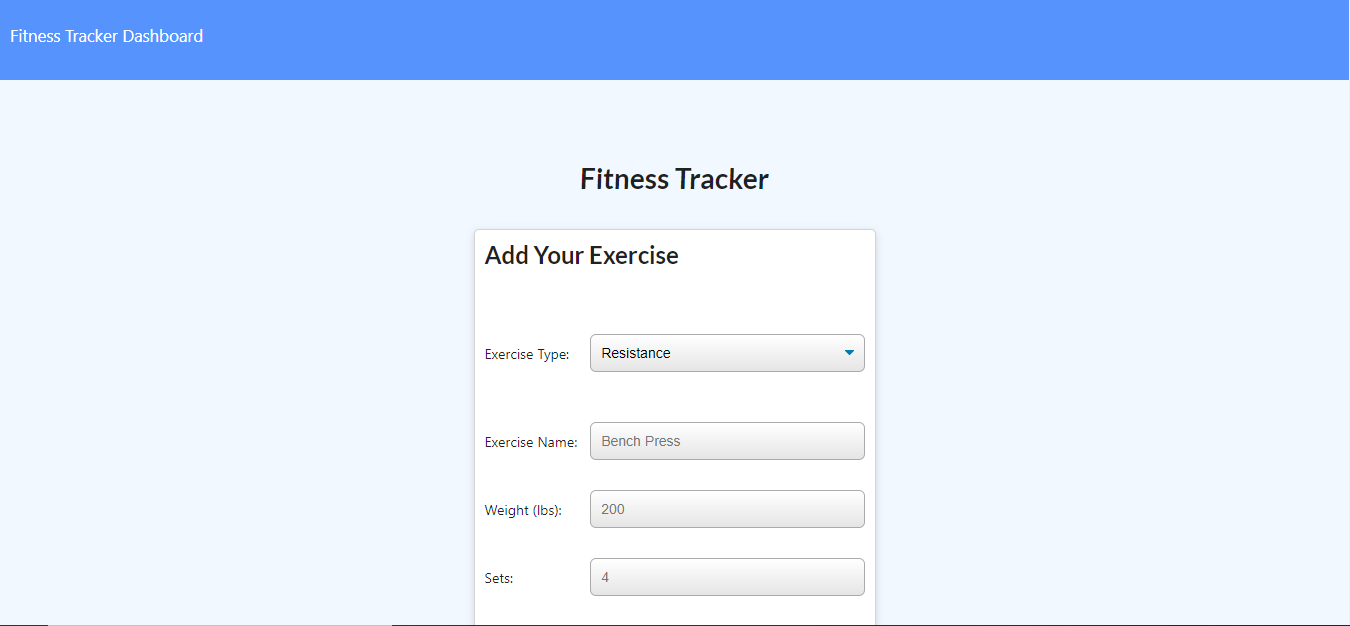 Fitness Tracker Dashboard
Fitness Tracker
Add Your Exercise
Exercise Type: Resistance
Exercise Name: Bench Press
Weight (lbs): 200
Sets: 4